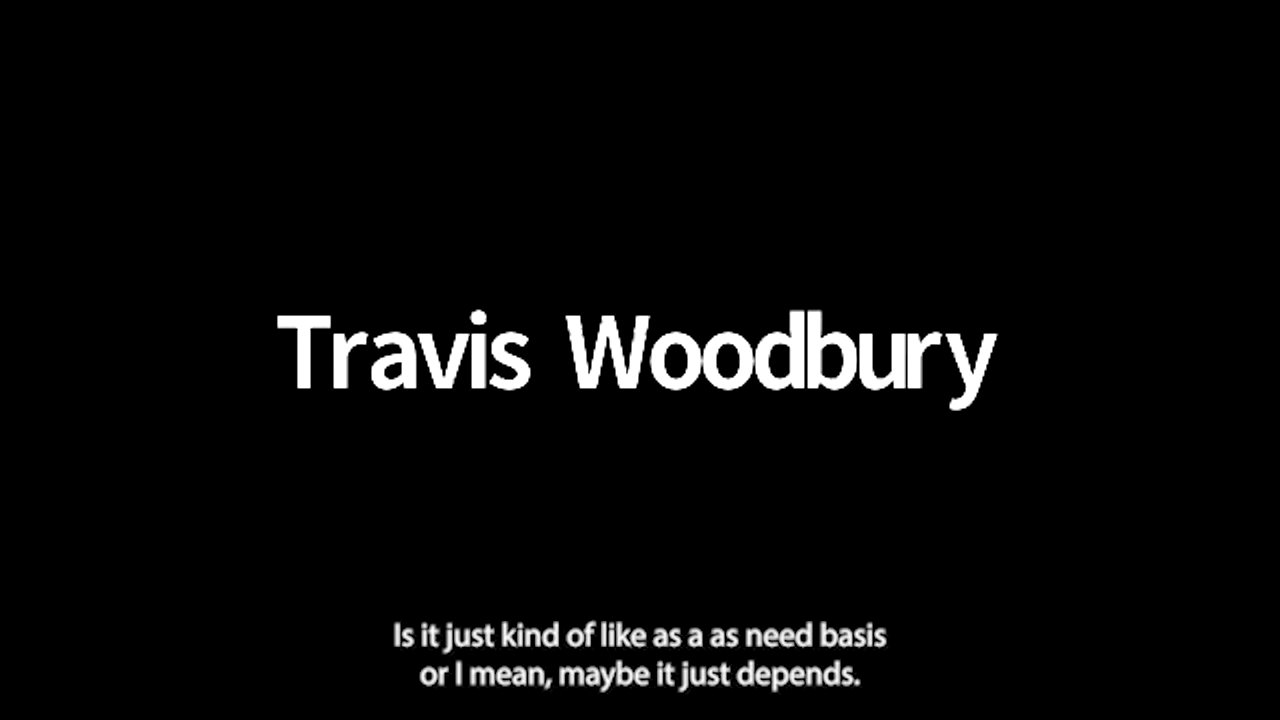 Travis Woodbury
Is it just kind of like as a as need basis
or I mean, maybe it just depends.